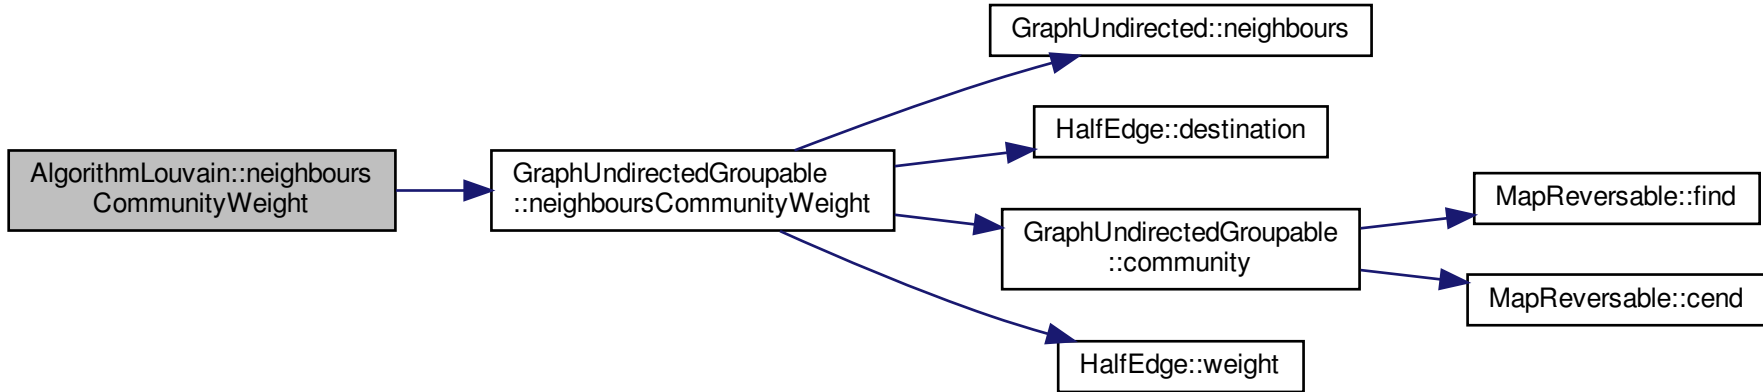 AlgorithmLouvain::neighbours
CommunityWeight
GraphUndirectedGroupable
::neighboursCommunityWeight
GraphUndirected::neighbours
HalfEdge::destination
GraphUndirectedGroupable
::community
HalfEdge::weight
MapReversable::find
MapReversable::cend